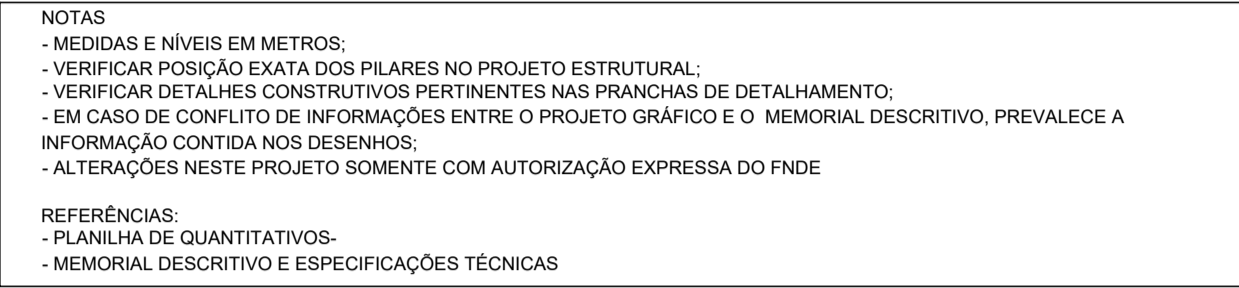 NOTAS
- MEDIDAS E NÍVEIS EM METROS;
- VERIFICAR POSIÇÃO EXATA DOS PILARES NO PROJETO ESTRUTURAL;
- VERIFICAR DETALHES CONSTRUTIVOS PERTINENTES NAS PRANCHAS DE DETALHAMENTO;
- EM CASO DE CONFLITO DE INFORMAÇÕES ENTRE O PROJETO GRÁFICO E O  MEMORIAL DESCRITIVO, PREVALECE A
INFORMAÇÃO CONTIDA NOS DESENHOS;
- ALTERAÇÕES NESTE PROJETO SOMENTE COM AUTORIZAÇÃO EXPRESSA DO FNDE
REFERÊNCIAS:
- PLANILHA DE QUANTITATIVOS-
- MEMORIAL DESCRITIVO E ESPECIFICAÇÕES TÉCNICAS